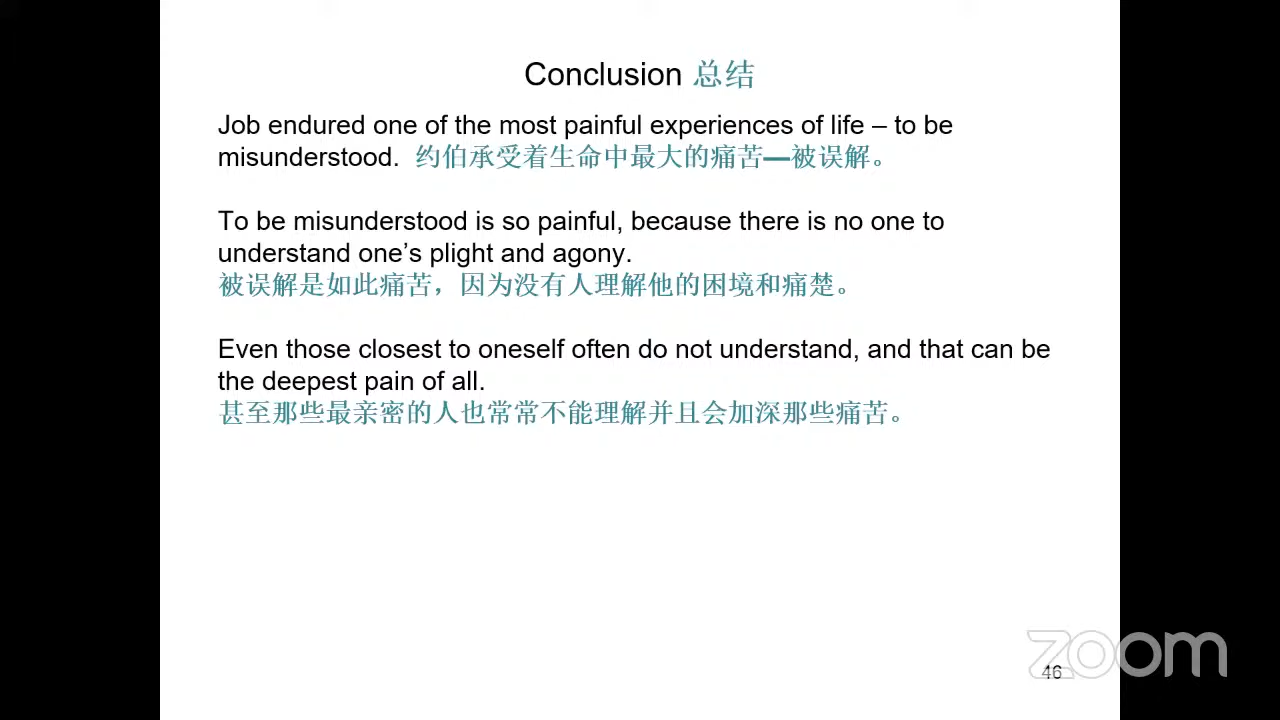 Conclusion 总结
Job endured one of the most painful experiences of life – to be
misunderstood. 约伯承受着生命中最大的痛苦—被误解。
To be misunderstood is so painful, because there is no one to
understand one’s plight and agony.
被误解是如此痛苦，因为没有人理解他的困境和痛楚。
Even those closest to oneself often do not understand, and that can be
the deepest pain of all.
甚至那些最亲密的人也常常不能理解并且会加深那些痛苦。
zoom
46